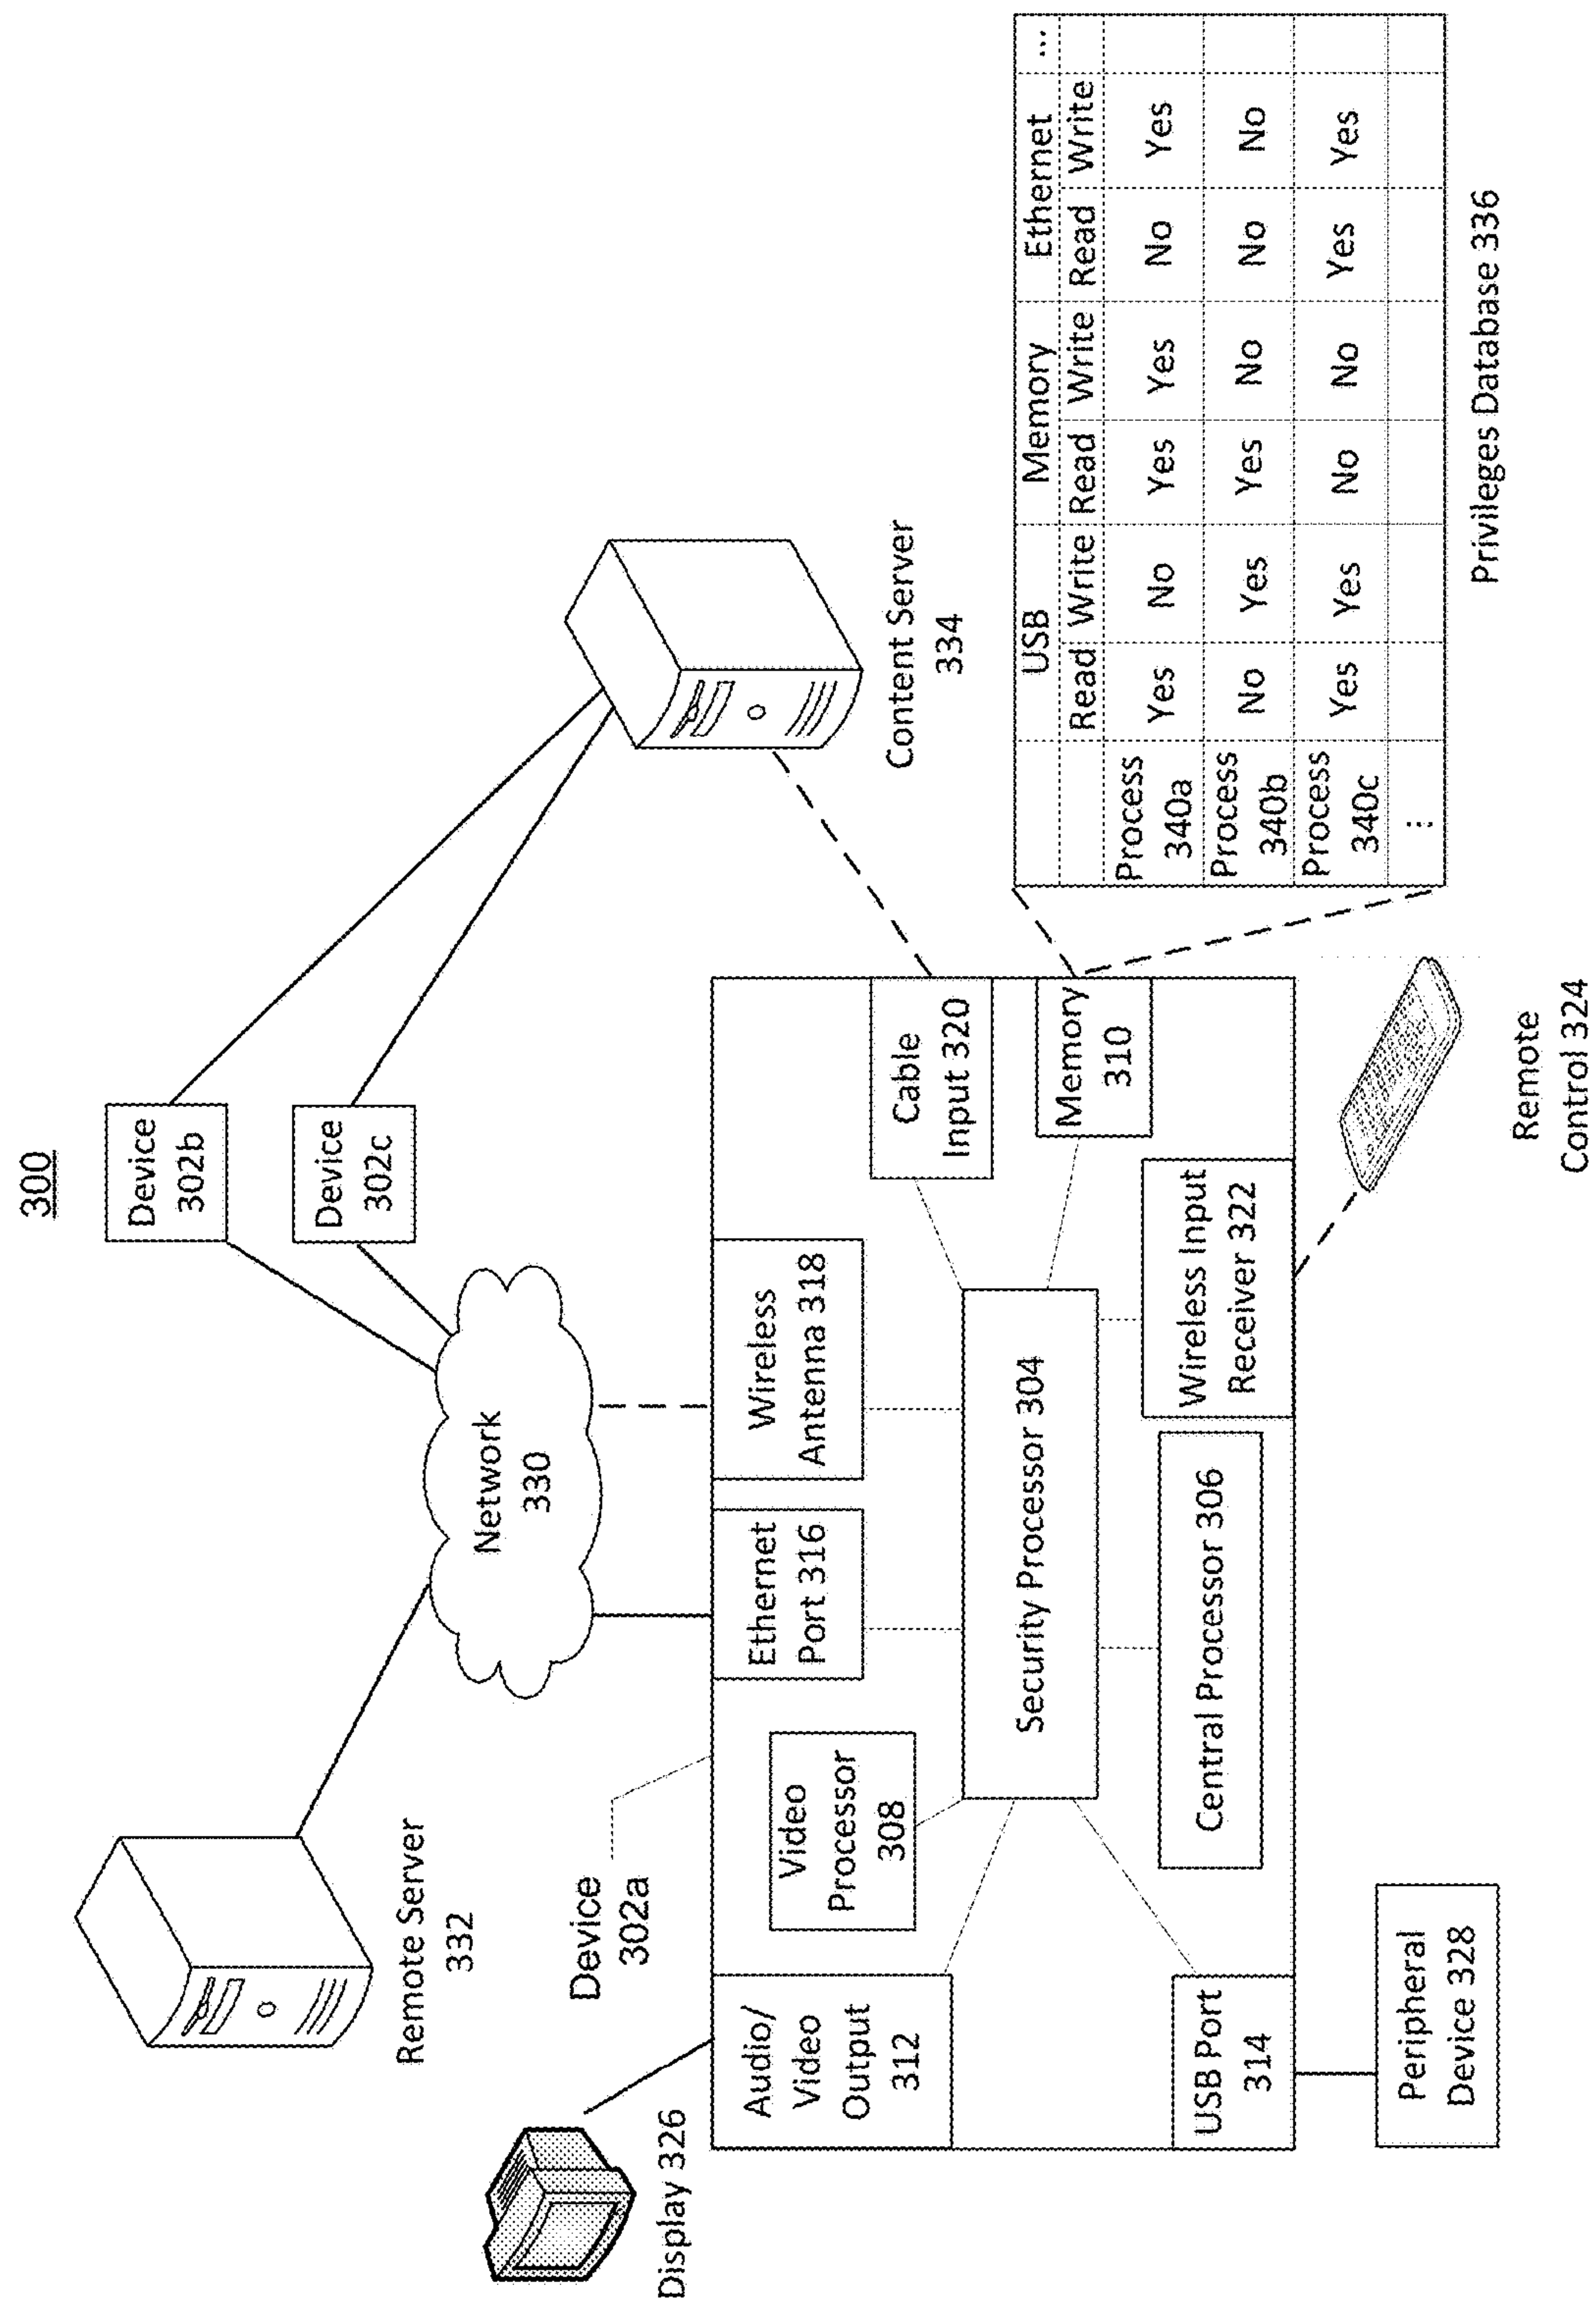 300
Device
302b
Device
302c
Remote Server
332
Network
330
Content Server
334
Device
302a
Display 326
Audio/
Video
Output
312
Video
Processor
308
Ethernet
Port 316
Wireless
Antenna 318
Cable
Input 320
Memory
310
Security Processor 304
Central Processor 306
Wireless Input
Receiver 322
USB Port
314
Peripheral
Device 328
Remote
Control 324
USB Memory Ethernet ...
Read Write Read Write Read Write
Process
340a Yes No Yes Yes No Yes
Process
340b No Yes Yes No No No
Process
340c Yes Yes No No Yes Yes
...
Privileges Database 336